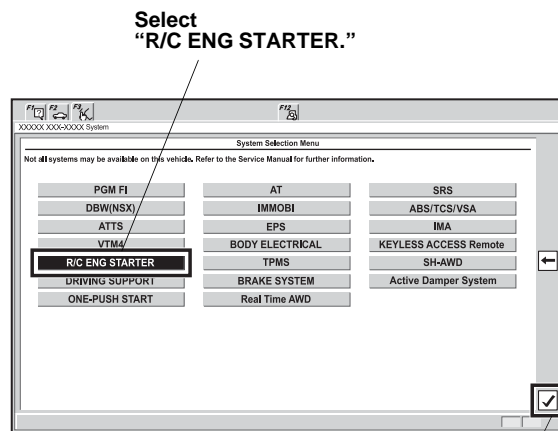 Select
“R/C ENG STARTER.”
F1 F2 F3 F12
XXXXX XXX-XXXX System
System Selection Menu
Not all systems may be available on this vehicle. Refer to the Service Manual for further information.
PGM FI AT SRS
DBW(NSX) IMMOBI ABS/TCS/VSA
ATTS EPS IMA
VTM4 BODY ELECTRICAL KEYLESS ACCESS Remote
R/C ENG STARTER TPMS SH-AWD
DRIVING SUPPORT BRAKE SYSTEM Active Damper System
ONE-PUSH START Real Time AWD